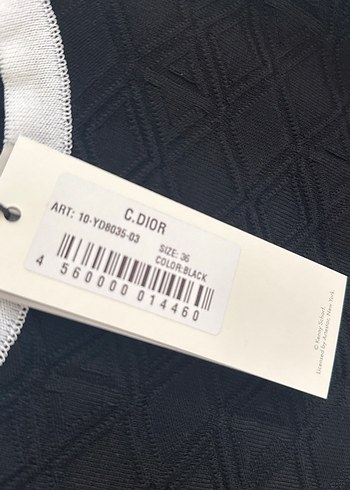 C.DIOR
ART: 10-YD8035-03
SIZE: 36
COLOR:BLACK
4 560000 014460
© Kenny Scharf,
Licensed by Artestar, New York